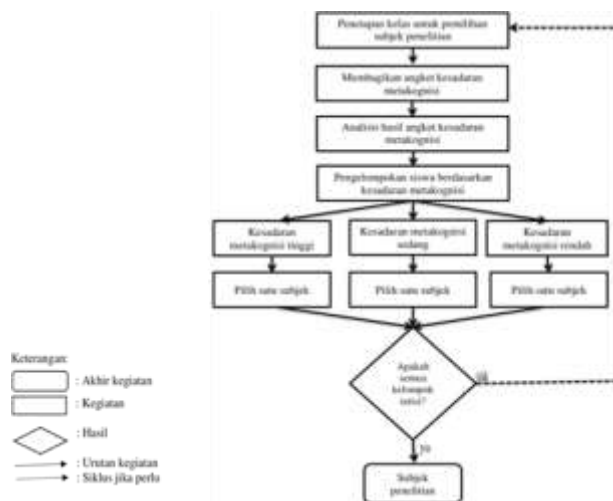 Penetapan kelas untuk pemilihan
subjek penelitian
Membagikan angket kesadaran
metakognisi
Analisis hasil angket kesadaran
metakognisi
Pengelompokan siswa berdasarkan
kesadaran metakognisi
Kesadaran
metakognisi tinggi
Kesadaran metakognisi
sedang
Kesadaran
metakognisi rendah
Pilih satu subjek
Pilih satu subjek
Pilih satu subjek
Apakah
semua
kelompok
terisi?
ya
Subjek
penelitian
Keterangan:
: Akhir kegiatan
: Kegiatan
: Hasil
: Urutan kegiatan
: Siklus jika perlu